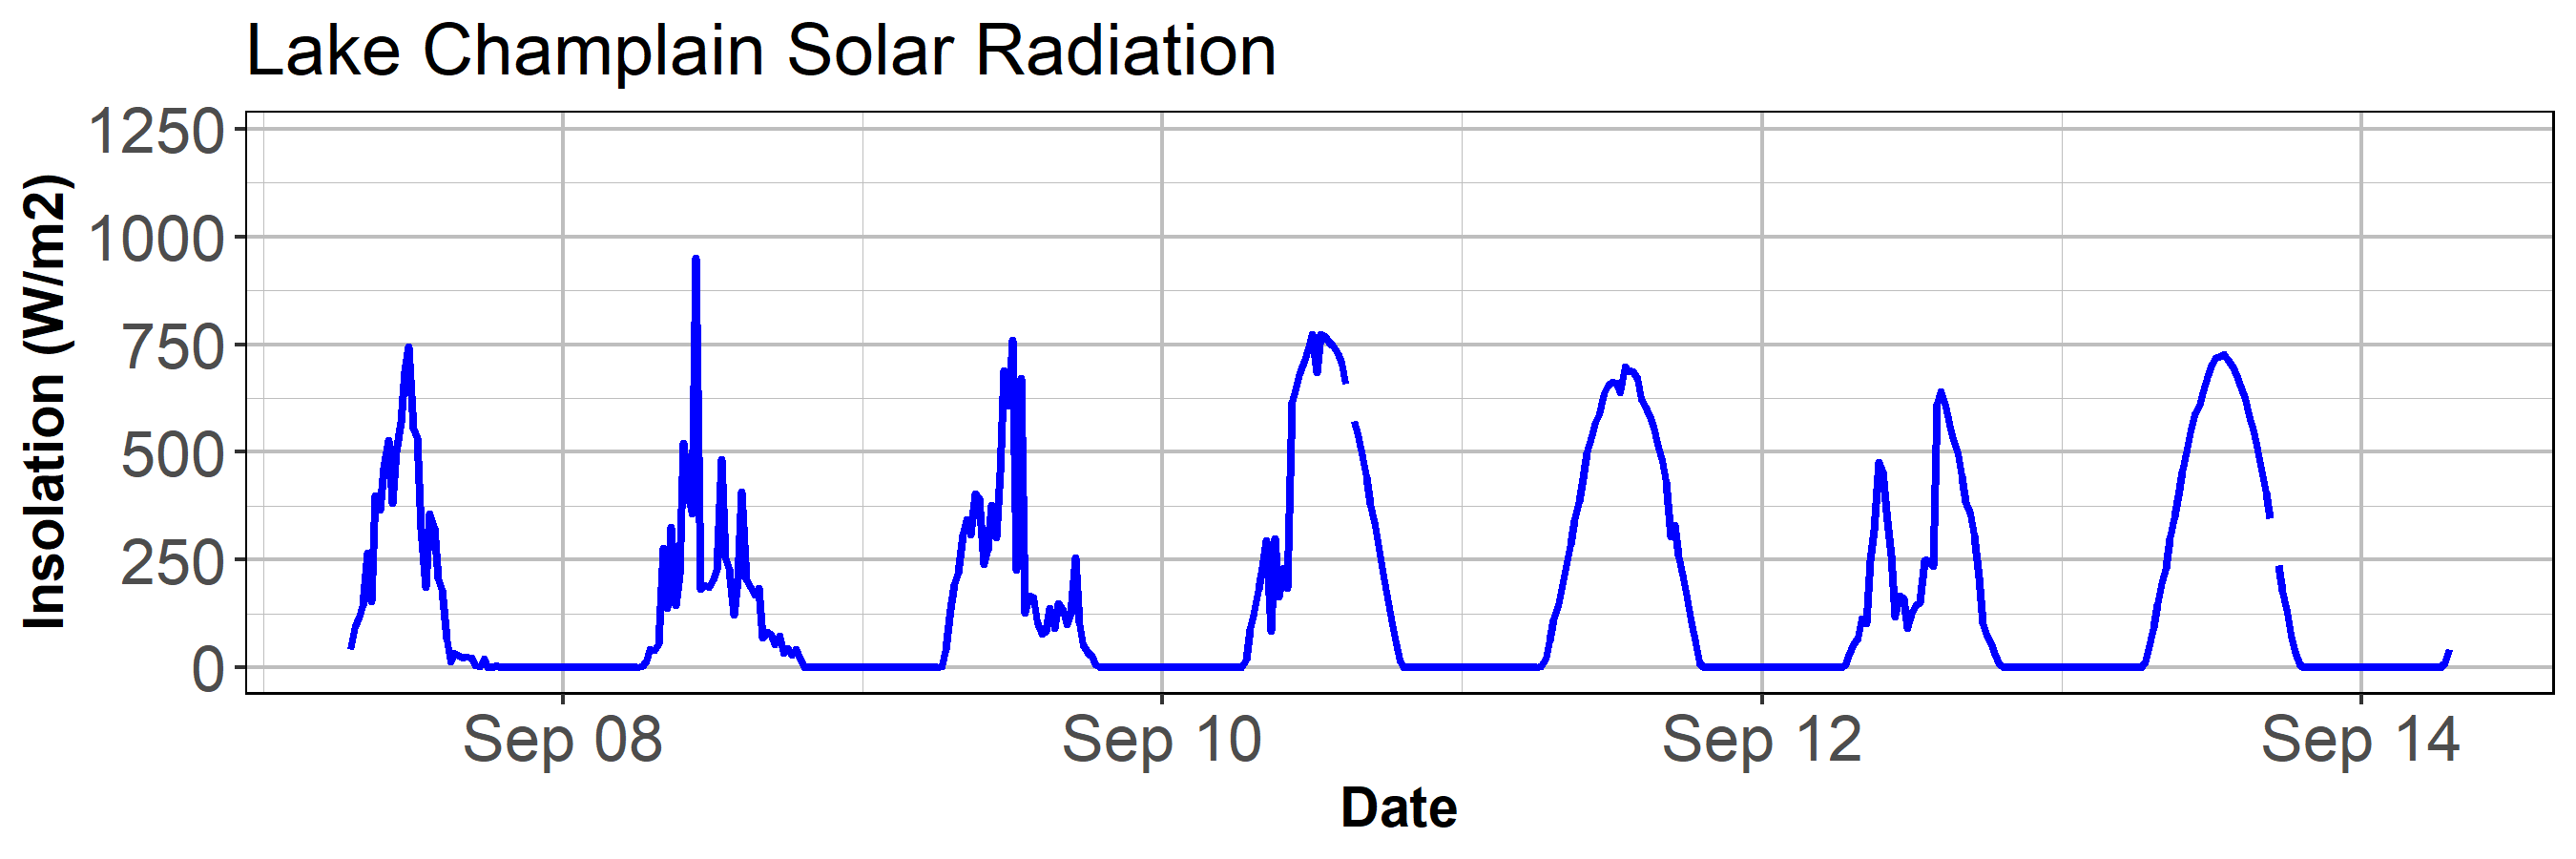 Lake Champlain Solar Radiation
Insolation (W/m2)
1250
1000
750
500
250
0
Sep 08
Sep 10
Sep 12
Sep 14
Date